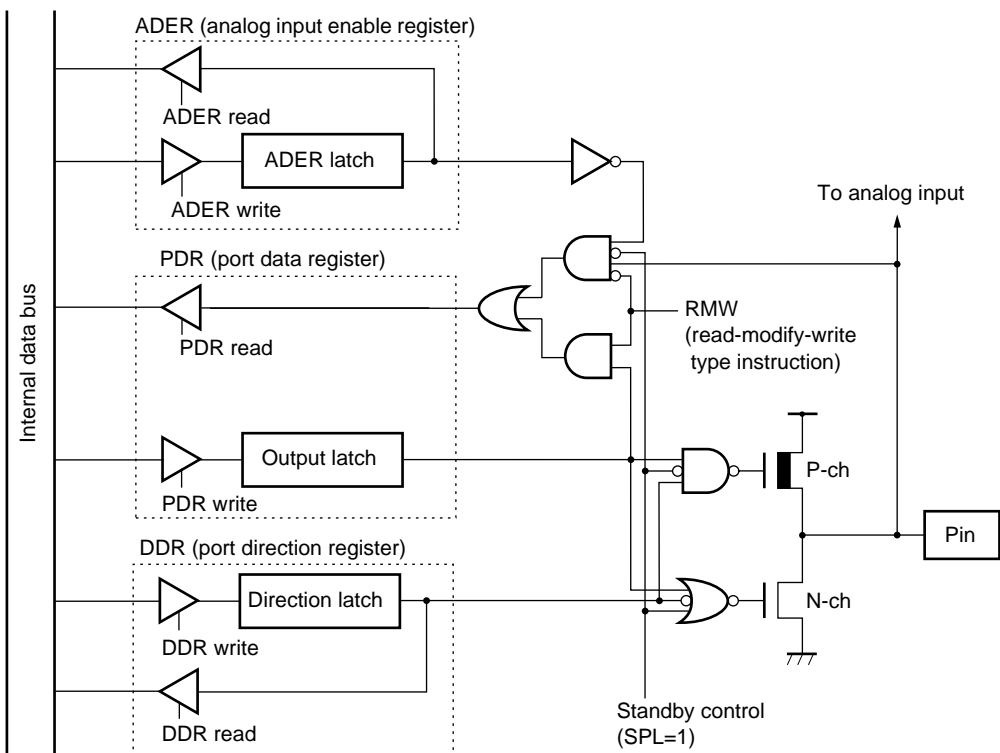 ADER (analog input enable register)
ADER read
ADER latch
ADER write
To analog input
PDR (port data register)
PDR read
RMW
(read-modify-write
type instruction)
Internal data bus
Output latch
PDR write
P-ch
Pin
DDR (port direction register)
Direction latch
N-ch
DDR write
DDR read
Standby control
(SPL=1)